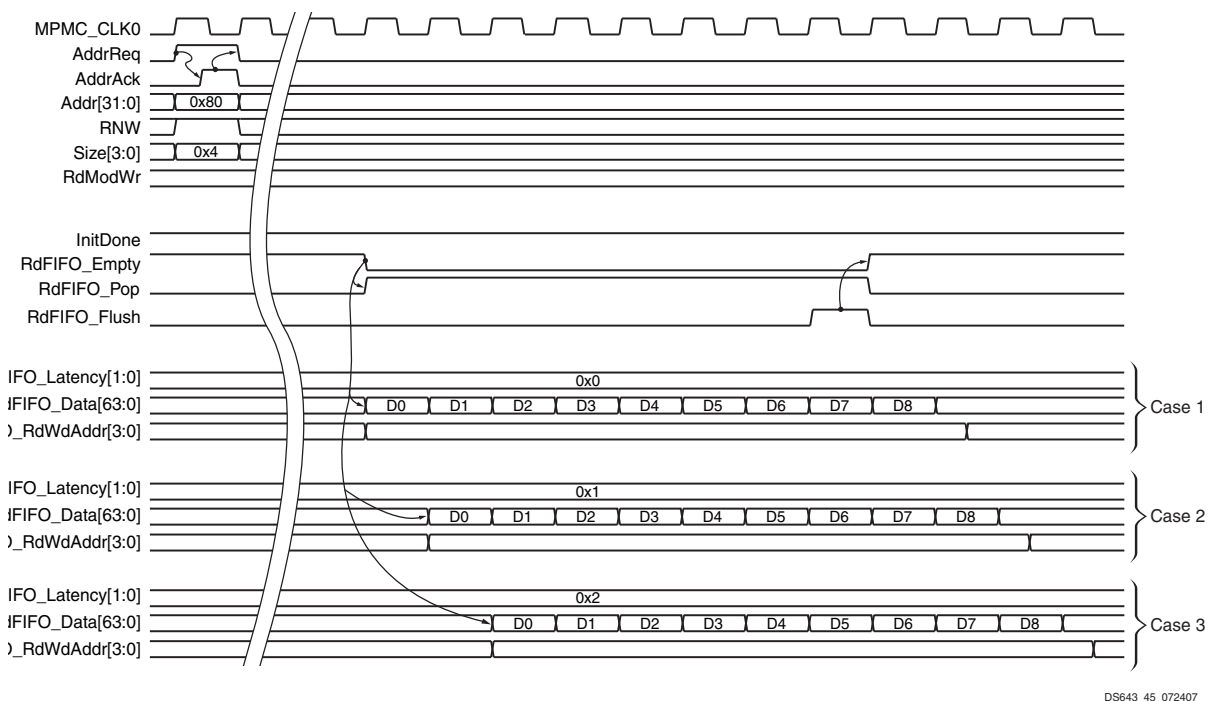 MPMC_CLK0
AddrReq
AddrAck
Addr[31:0] 0x80
RNW
Size[3:0] 0x4
RdModWr
InitDone
RdFIFO_Empty
RdFIFO_Pop
RdFIFO_Flush
IFO_Latency[1:0] 0x0
FIFO_Data[63:0] D0 D1 D2 D3 D4 D5 D6 D7 D8 Case 1
_RdWdAddr[3:0]
IFO_Latency[1:0] 0x1
FIFO_Data[63:0] D0 D1 D2 D3 D4 D5 D6 D7 D8 Case 2
_RdWdAddr[3:0]
IFO_Latency[1:0] 0x2
FIFO_Data[63:0] D0 D1 D2 D3 D4 D5 D6 D7 D8 Case 3
_RdWdAddr[3:0]
DS643_45_072407